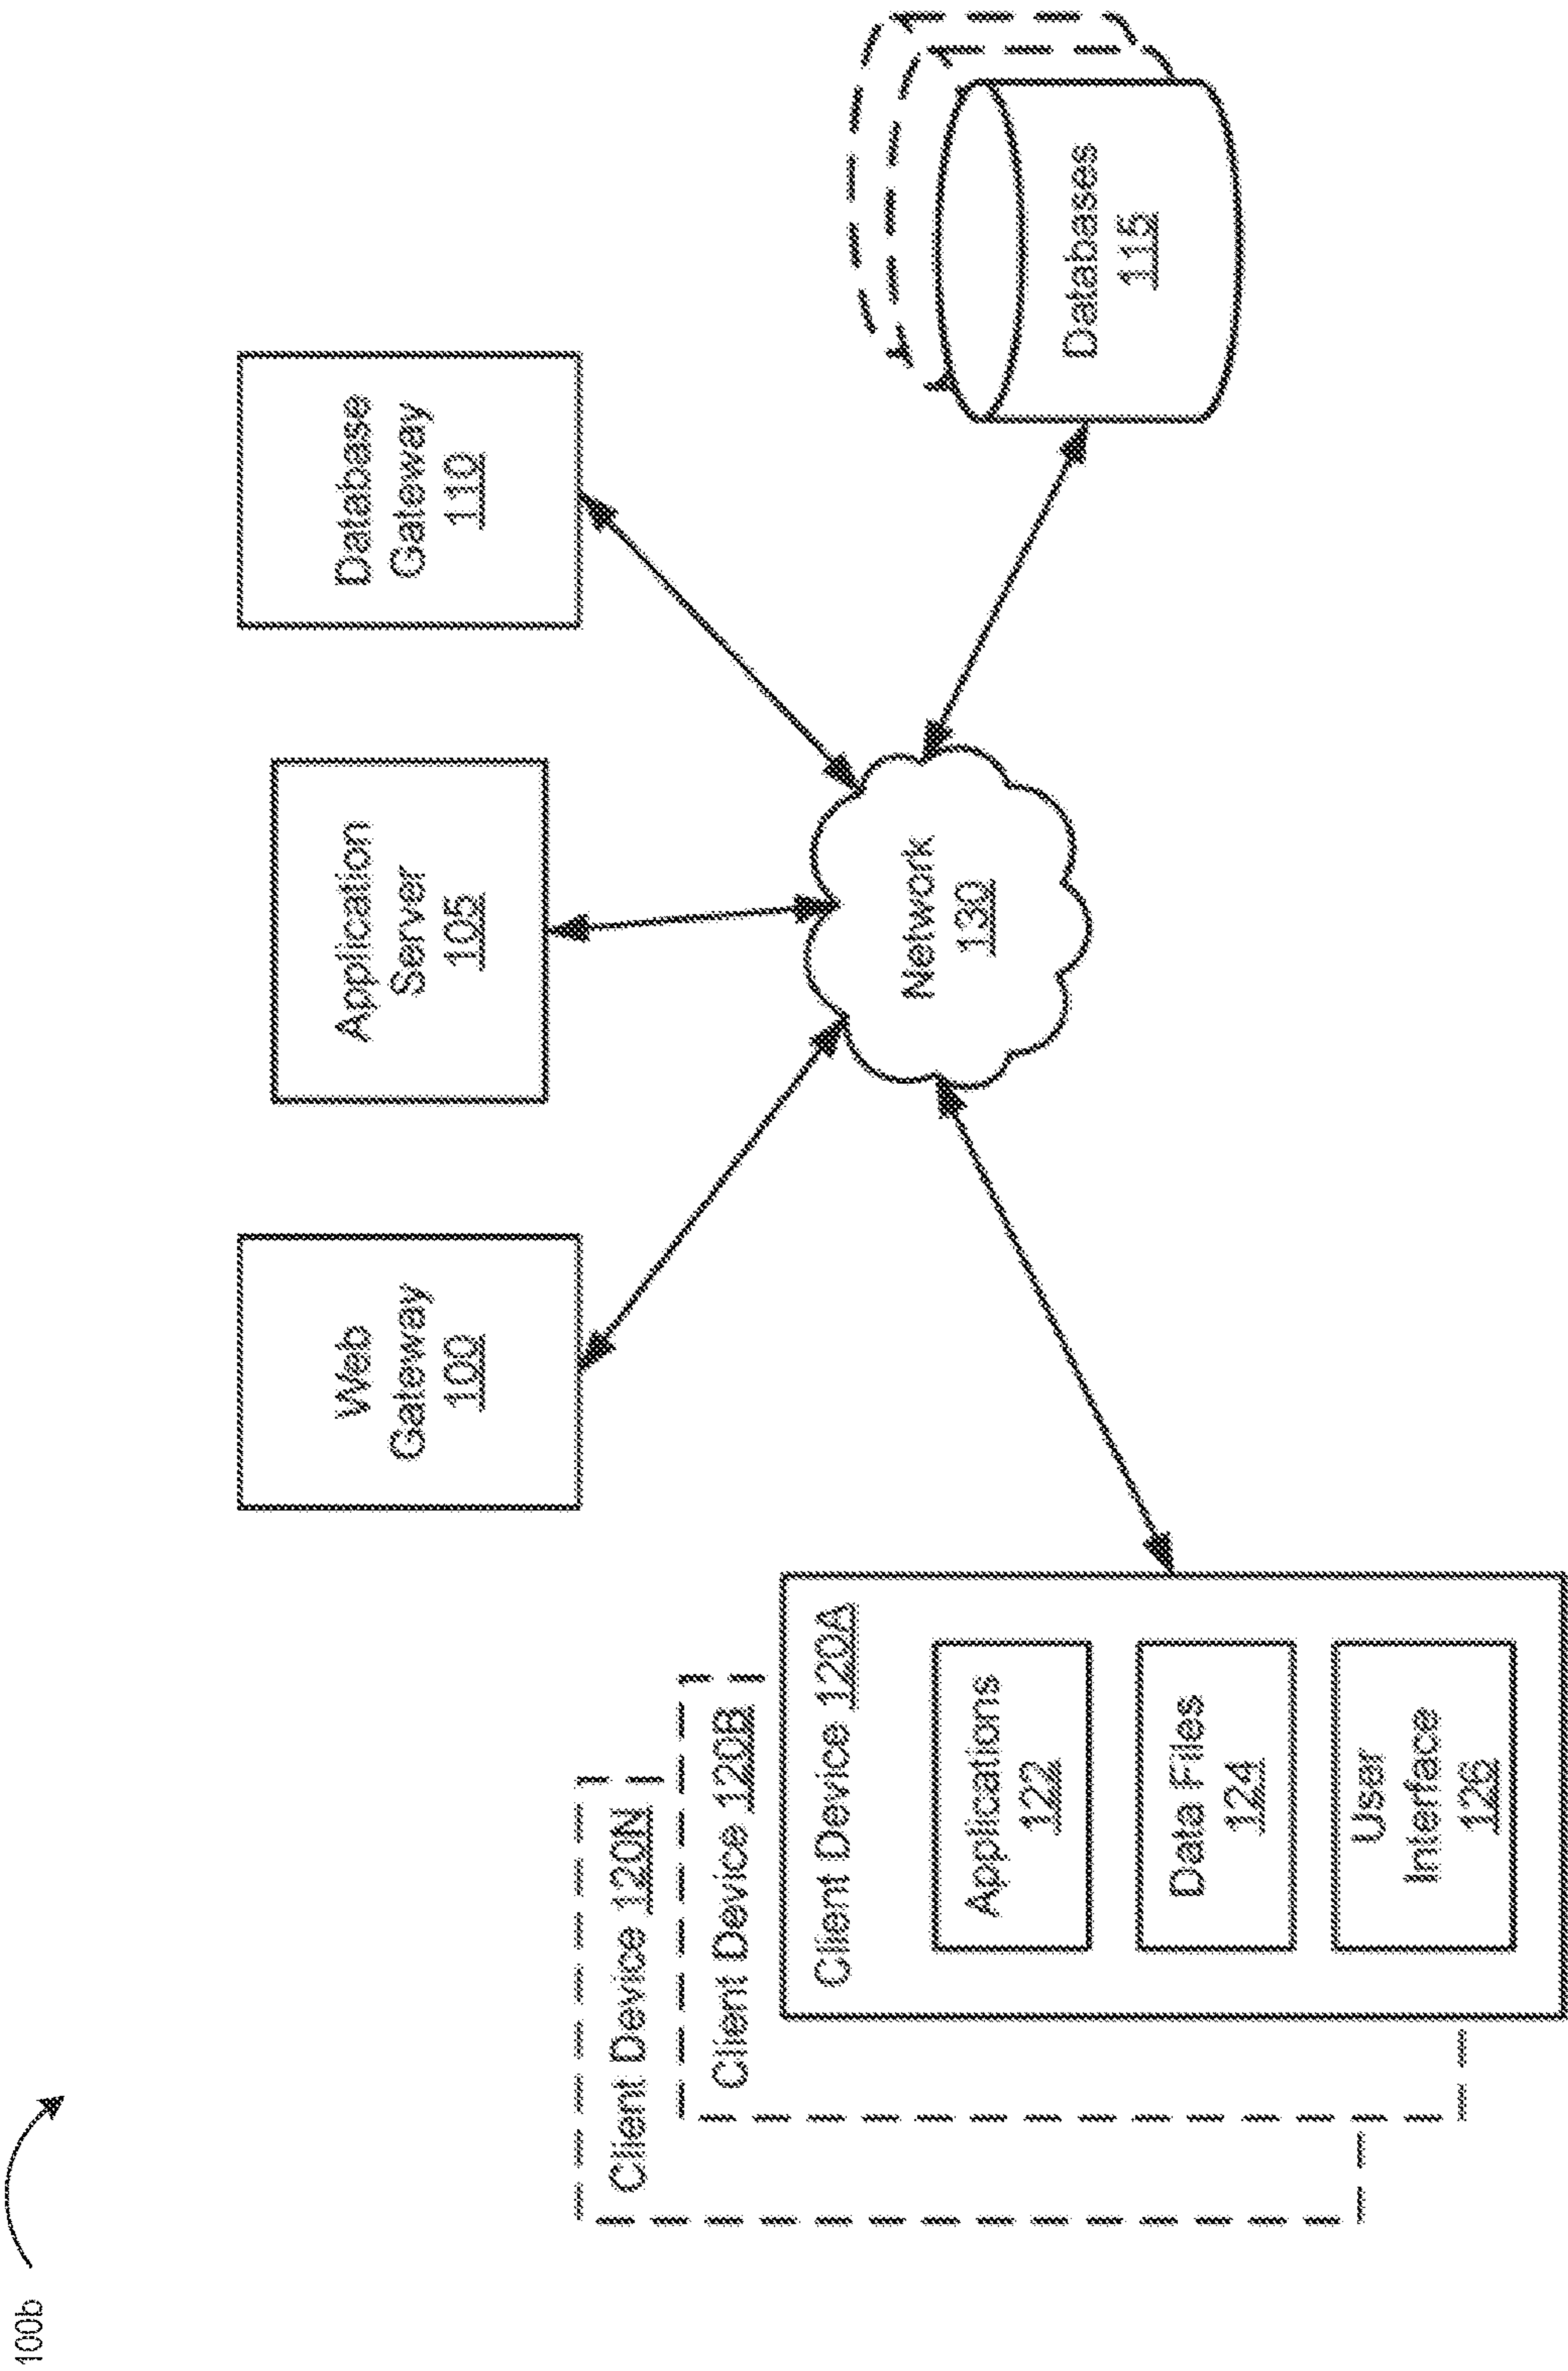 100b
Web
Gateway
100
Application
Server
105
Database
Gateway
110
Network
130
Databases
115
Client Device 120N
Client Device 120B
Client Device 120A
Applications
122
Data Files
124
User
Interface
126